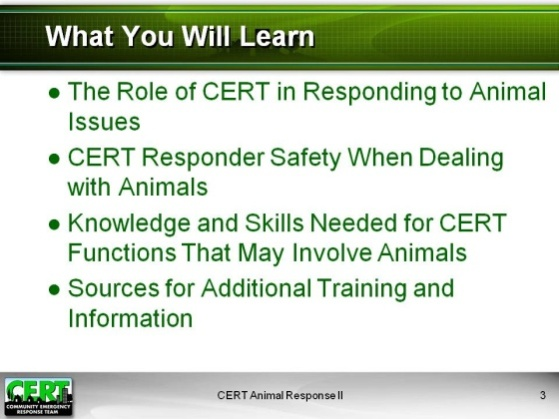 What You Will Learn
● The Role of CERT in Responding to Animal
Issues
● CERT Responder Safety When Dealing
with Animals
● Knowledge and Skills Needed for CERT
Functions That May Involve Animals
● Sources for Additional Training and
Information
CERT
COMMUNITY EMERGENCY
RESPONSE TEAM
CERT Animal Response II
3